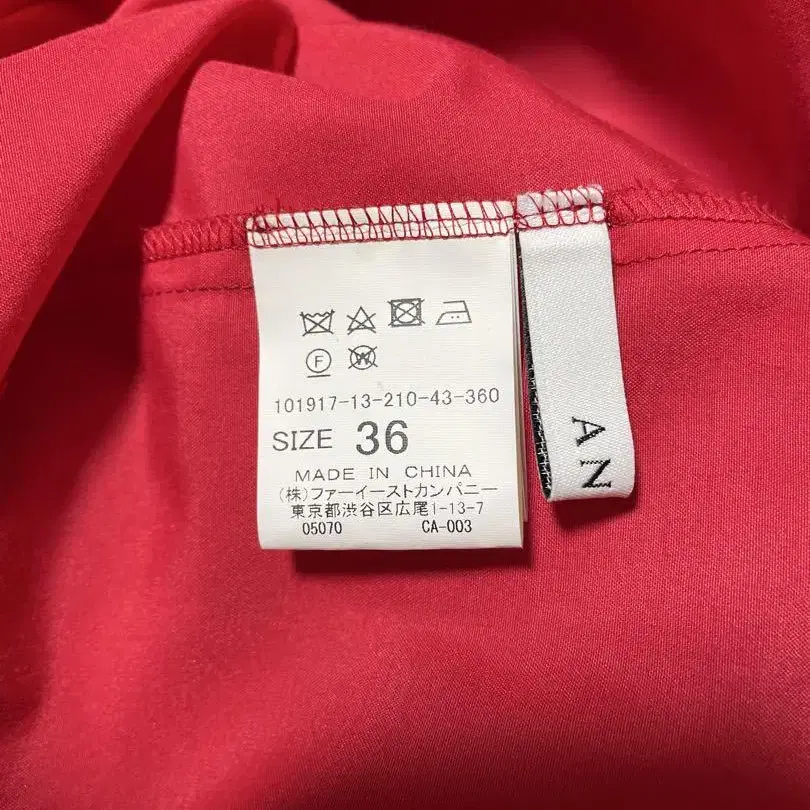 F W
101917-13-210-43-360
SIZE 36
MADE IN CHINA
(株)ファーイーストカンパニー
東京都渋谷区広尾1-13-7
05070 CA-003
AN